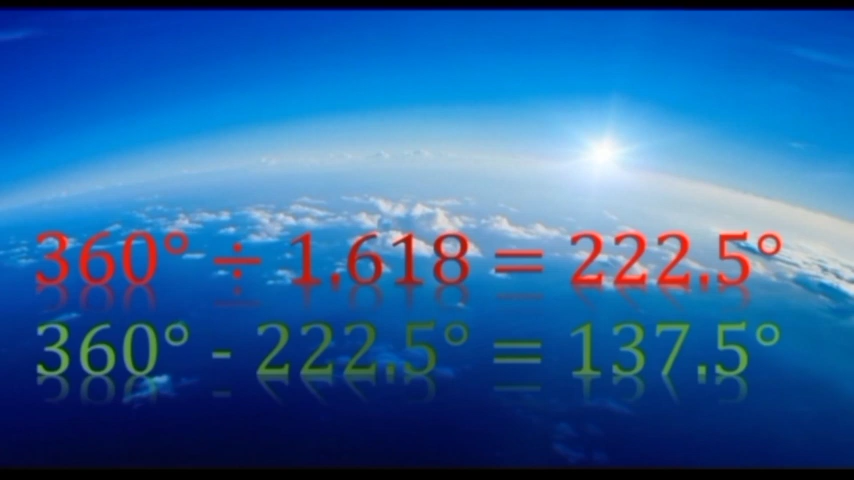 360° ÷ 1.618 = 222.5°
360° - 222.5° = 137.5°